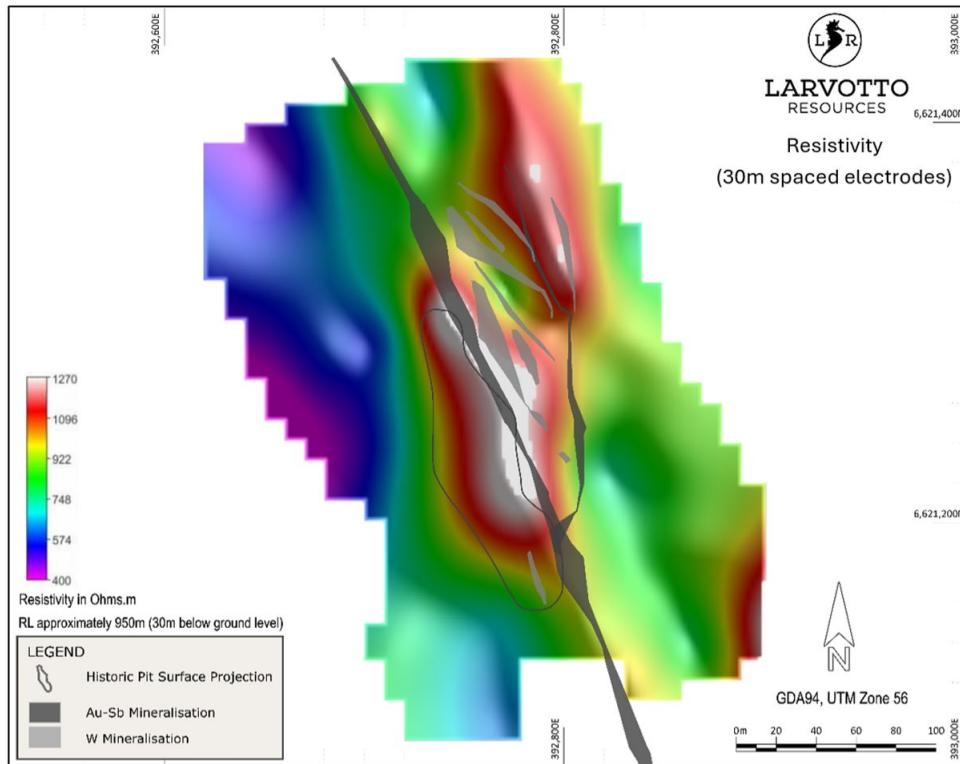 392,600E
392,800E
393,000E
L R
LARVOTTO
RESOURCES
6,621,400N
Resistivity
(30m spaced electrodes)
1270
1096
922
748
574
400
6,621,200N
Resistivity in Ohms.m
RL approximately 950m (30m below ground level)
LEGEND
Historic Pit Surface Projection
Au-Sb Mineralisation
W Mineralisation
N
GDA94, UTM Zone 56
0m 20 40 60 80 100
392,800E
393,000E